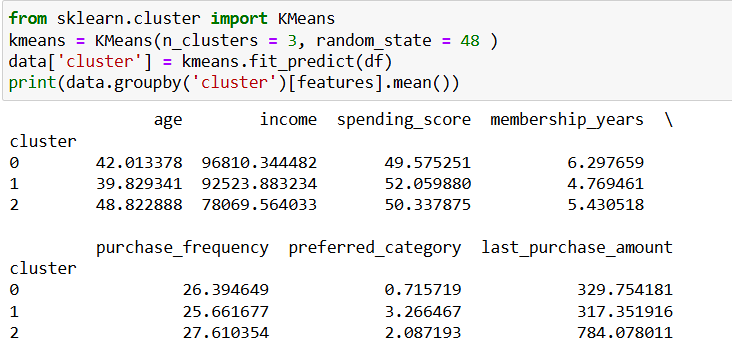 from sklearn.cluster import KMeans
kmeans = KMeans(n_clusters = 3, random_state = 48 )
data['cluster'] = kmeans.fit_predict(df)
print(data.groupby('cluster')[features].mean())
age income spending_score membership_years \
cluster
0 42.013378 96810.344482 49.575251 6.297659
1 39.829341 92523.883234 52.059880 4.769461
2 48.822888 78069.564033 50.337875 5.430518
purchase_frequency preferred_category last_purchase_amount
cluster
0 26.394649 0.715719 329.754181
1 25.661677 3.266467 317.351916
2 27.610354 2.087193 784.078011